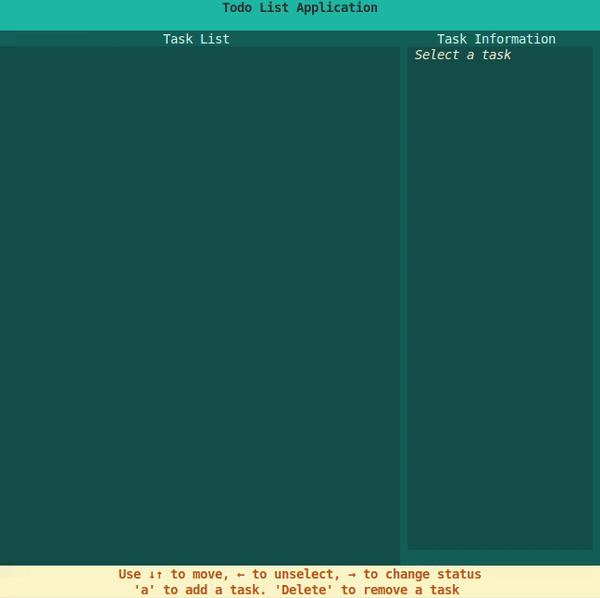 Todo List Application
Task List
Task Information
Select a task
Use ↓↑ to move, ← to unselect, → to change status
'a' to add a task. 'Delete' to remove a task